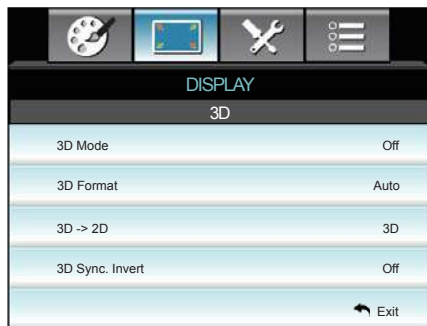 DISPLAY
3D
3D Mode Off
3D Format Auto
3D -> 2D 3D
3D Sync. Invert Off
Exit